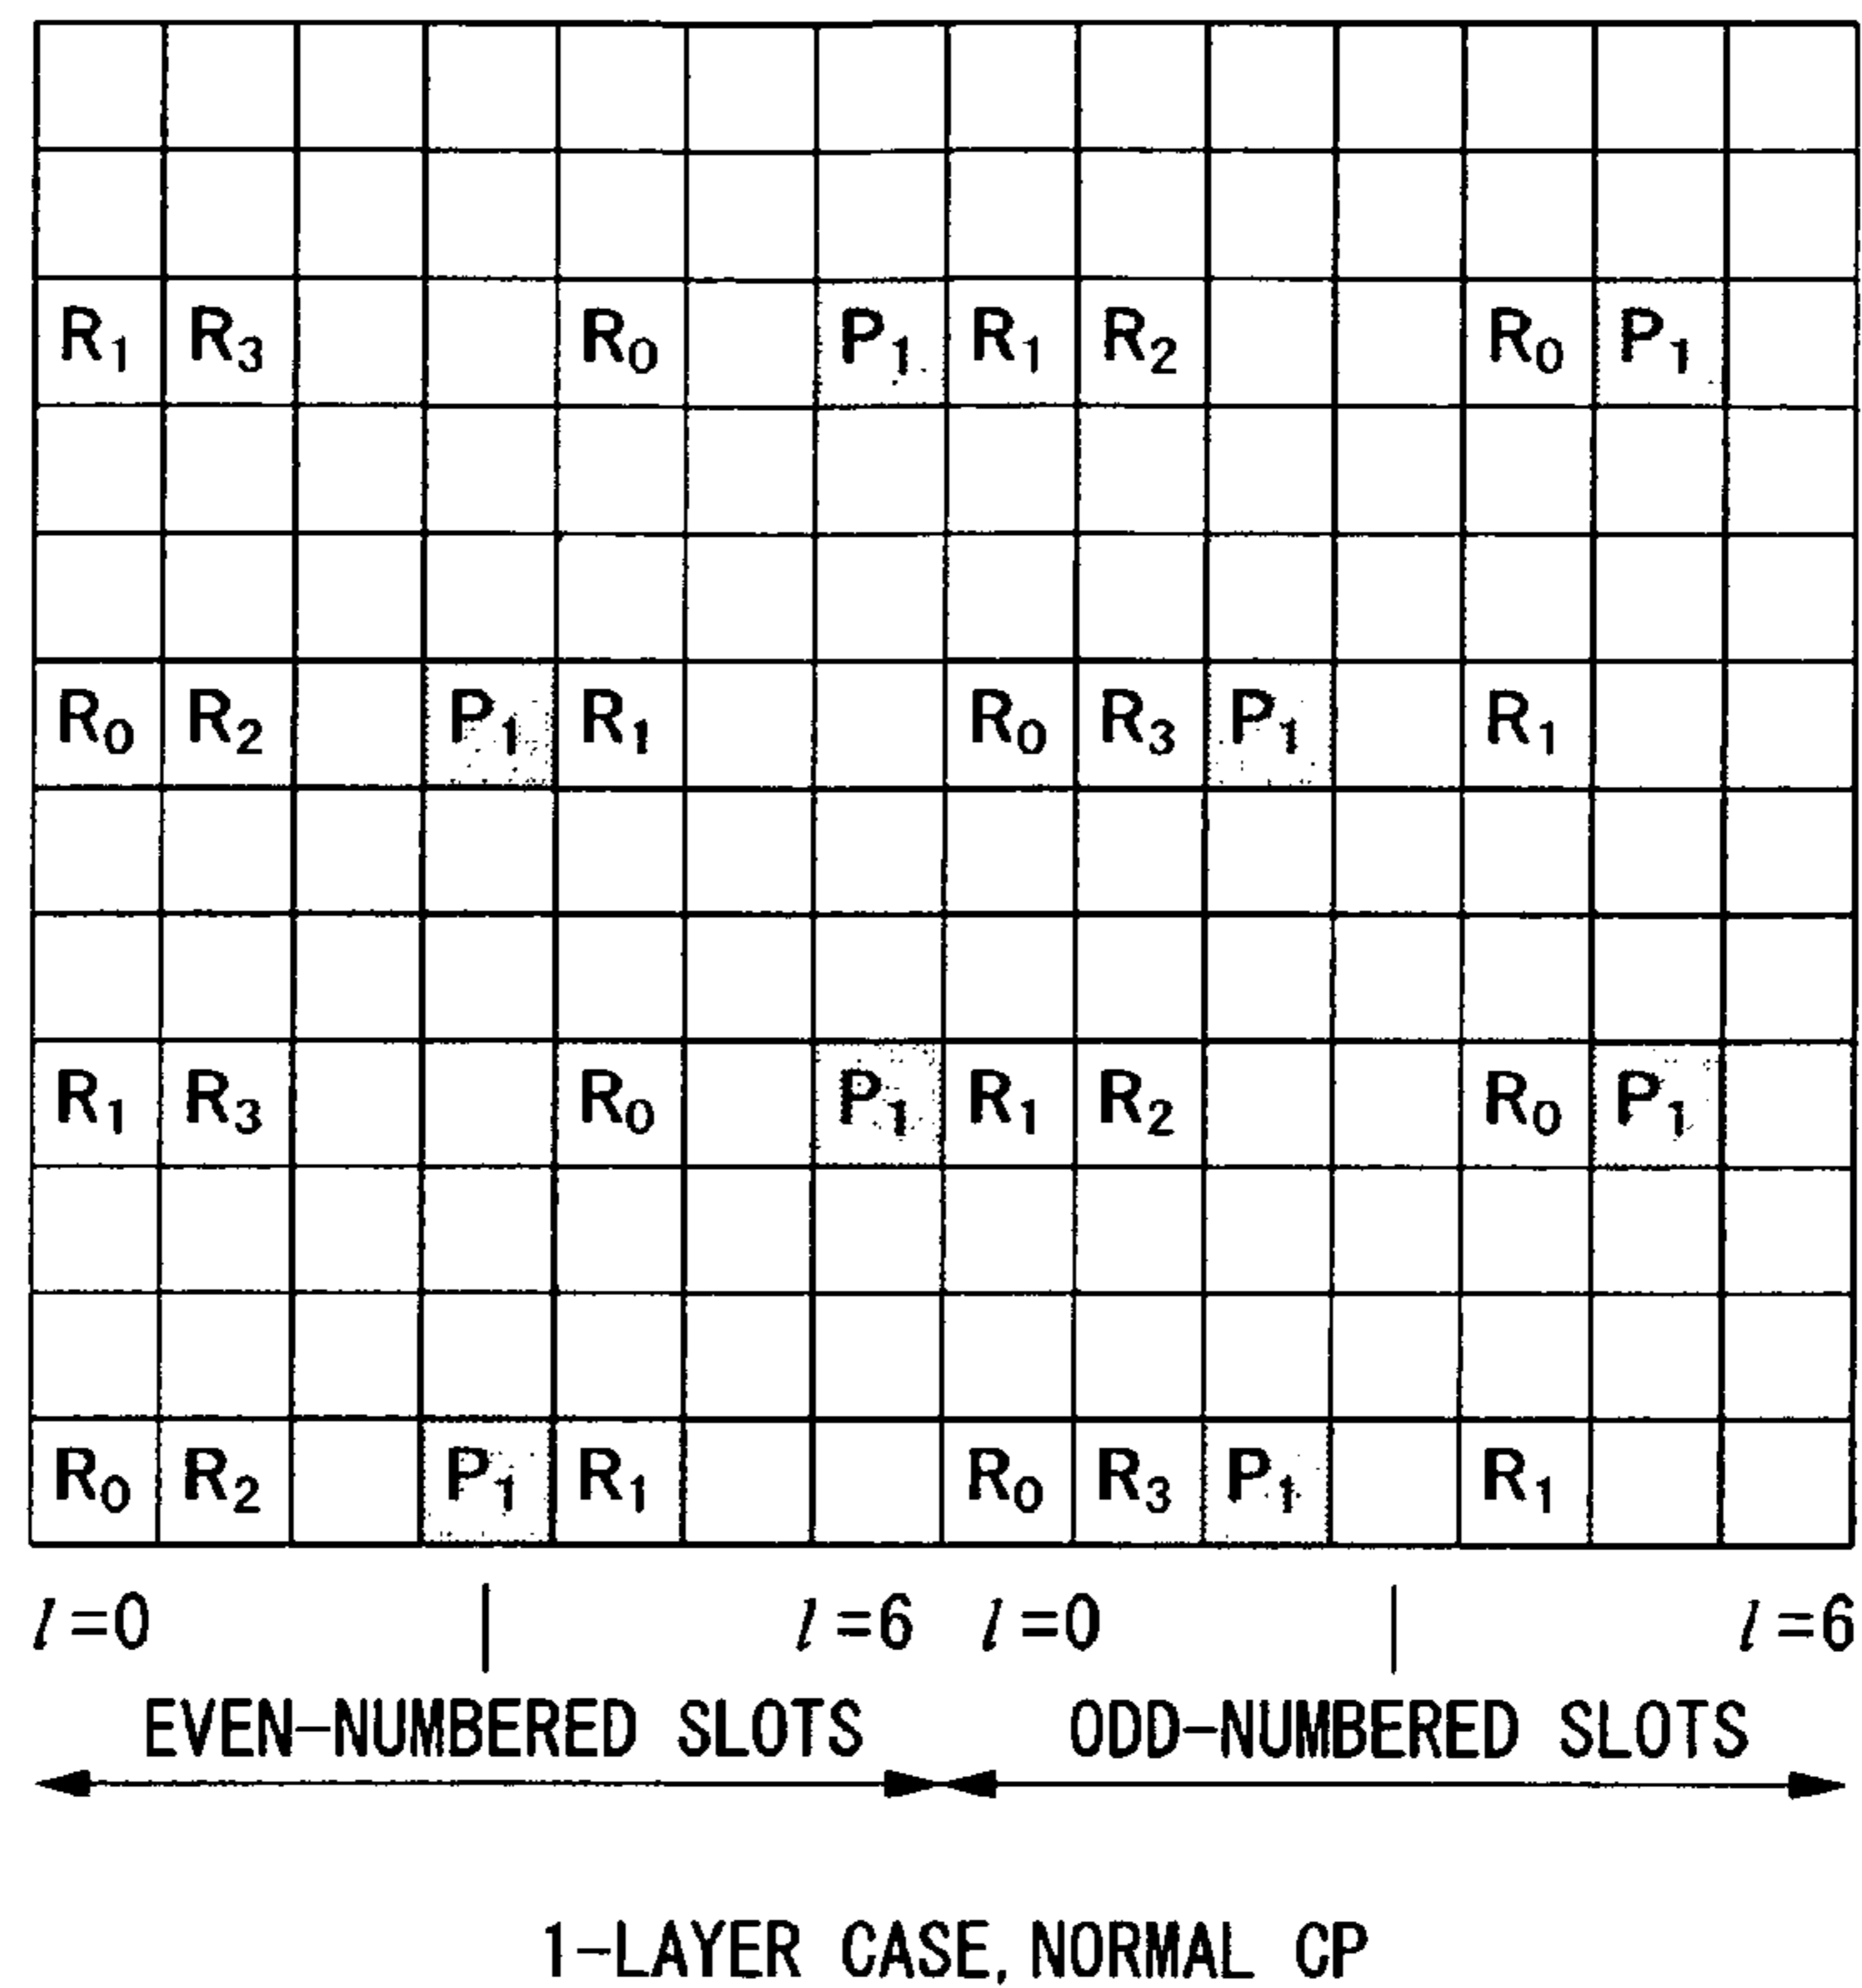 R1 R3 R0 P1 R1 R2 R0 P1
R0 R2 P1 R1 R0 R3 P1 R1
R1 R3 R0 P1 R1 R2 R0 P1
R0 R2 P1 R1 R0 R3 P1 R1
l=0 l=6 l=0 l=6
EVEN-NUMBERED SLOTS ODD-NUMBERED SLOTS
1-LAYER CASE, NORMAL CP